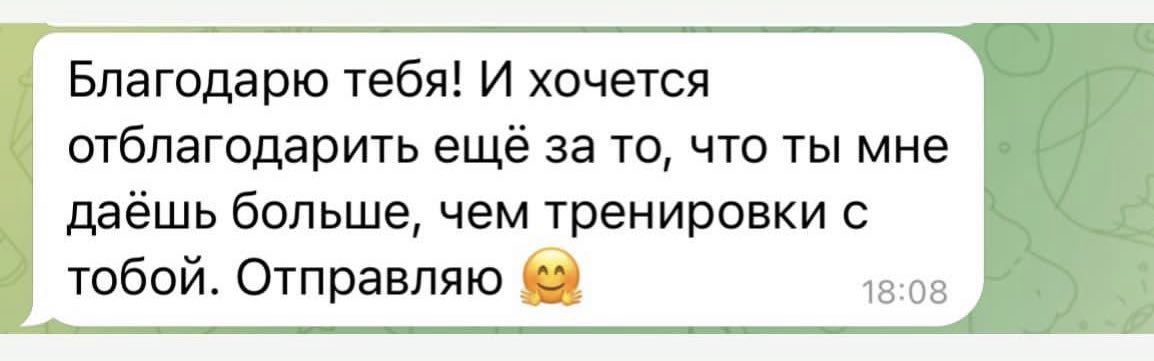 Благодарю тебя! И хочется
отблагодарить ещё за то, что ты мне
даёшь больше, чем тренировки с
тобой. Отправляю 🤗
18:08